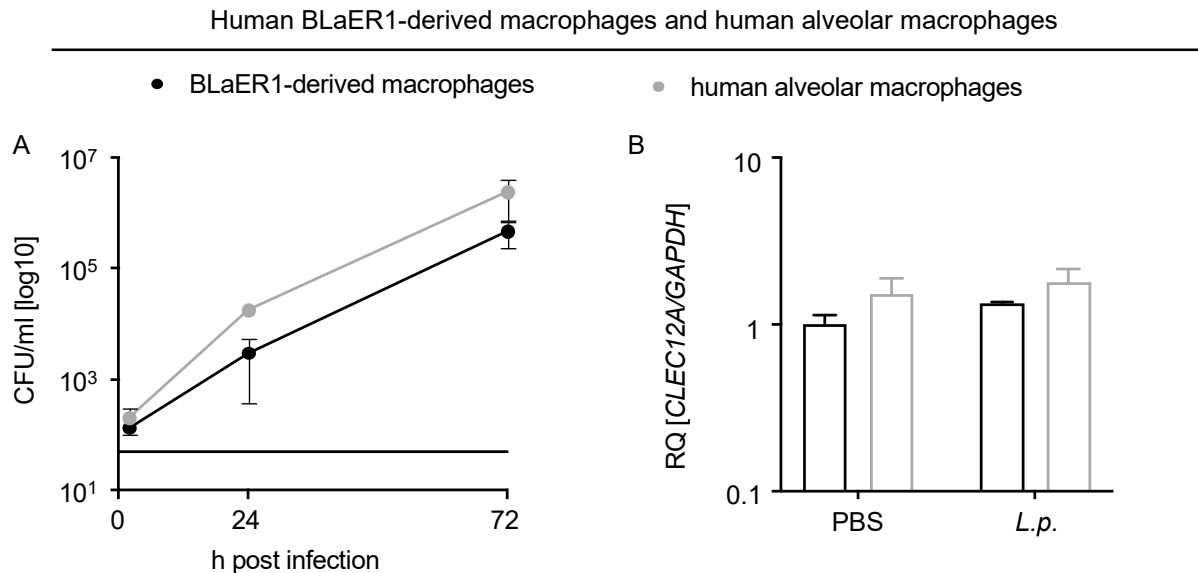 Human BLaER1-derived macrophages and human alveolar macrophages
BLaER1-derived macrophages
human alveolar macrophages
A
CFU/ml [log10]
10⁷
10⁵
10³
10¹
0
24
72
h post infection
B
RQ [CLEC12A/GAPDH]
10
1
0.1
PBS
L.p.